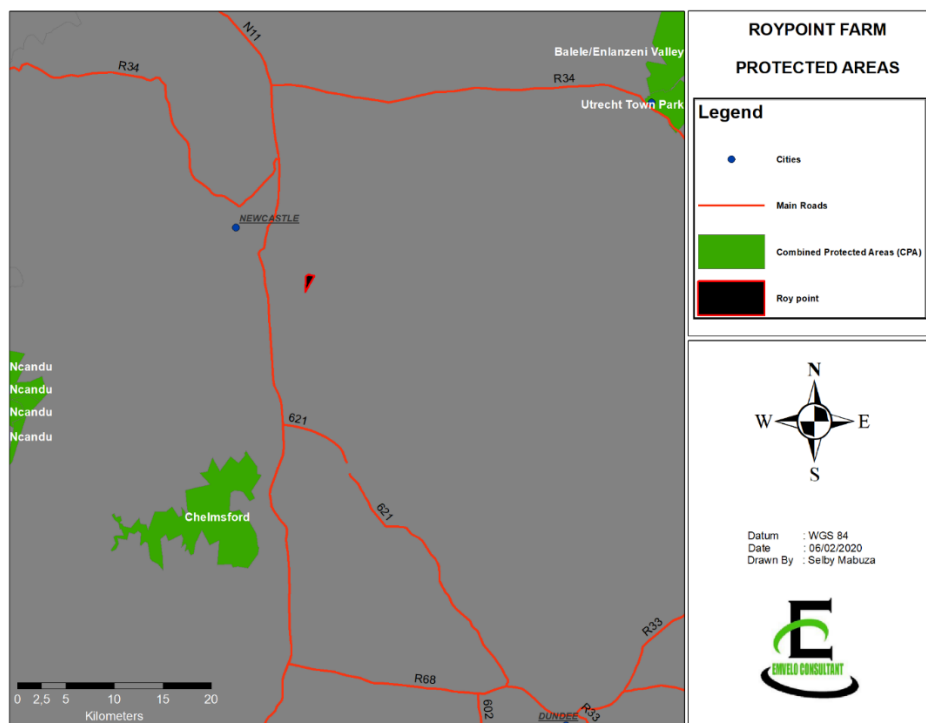 N11
R34
R34
Balele/Enlanzeni Valley
Utrecht Town Park
NEWCASTLE
Ncandu
Ncandu
Ncandu
Ncandu
621
Chelmsford
621
R33
R68
602
R33
DUNDEE
0 2,5 5 10 15 20
Kilometers
ROYPOINT FARM
PROTECTED AREAS
Legend
Cities
Main Roads
Combined Protected Areas (CPA)
Roy point
N
W E
S
Datum : WGS 84
Date : 06/02/2020
Drawn By : Selby Mabuza
E
EMVELO CONSULTANT